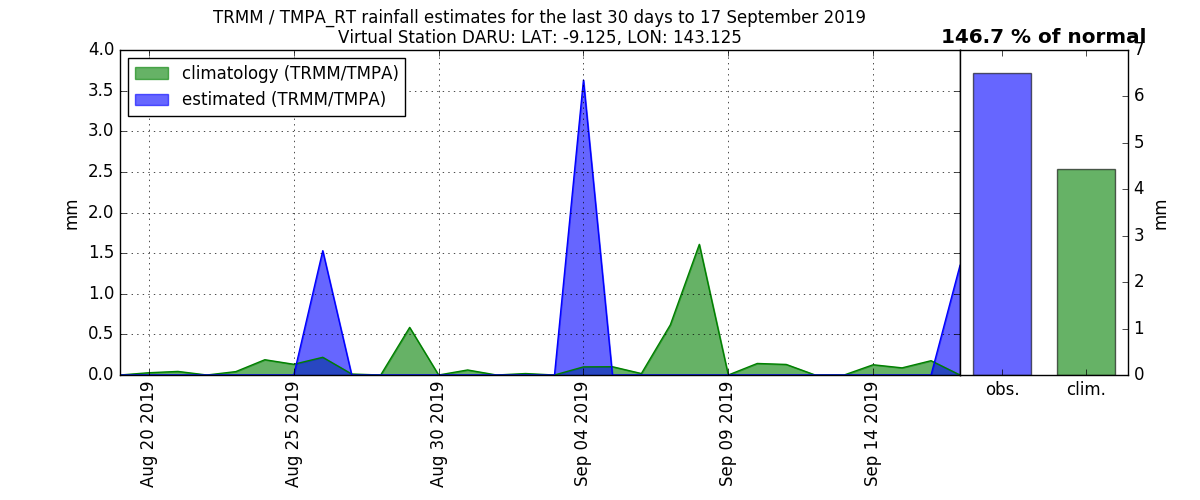 TRMM / TMPA_RT rainfall estimates for the last 30 days to 17 September 2019
Virtual Station DARU: LAT: -9.125, LON: 143.125
146.7 % of normal
climatology (TRMM/TMPA)
estimated (TRMM/TMPA)
mm
4.0
3.5
3.0
2.5
2.0
1.5
1.0
0.5
0.0
Aug 20 2019
Aug 25 2019
Aug 30 2019
Sep 04 2019
Sep 09 2019
Sep 14 2019
obs.
clim.
7
6
5
4
3
2
1
0
mm